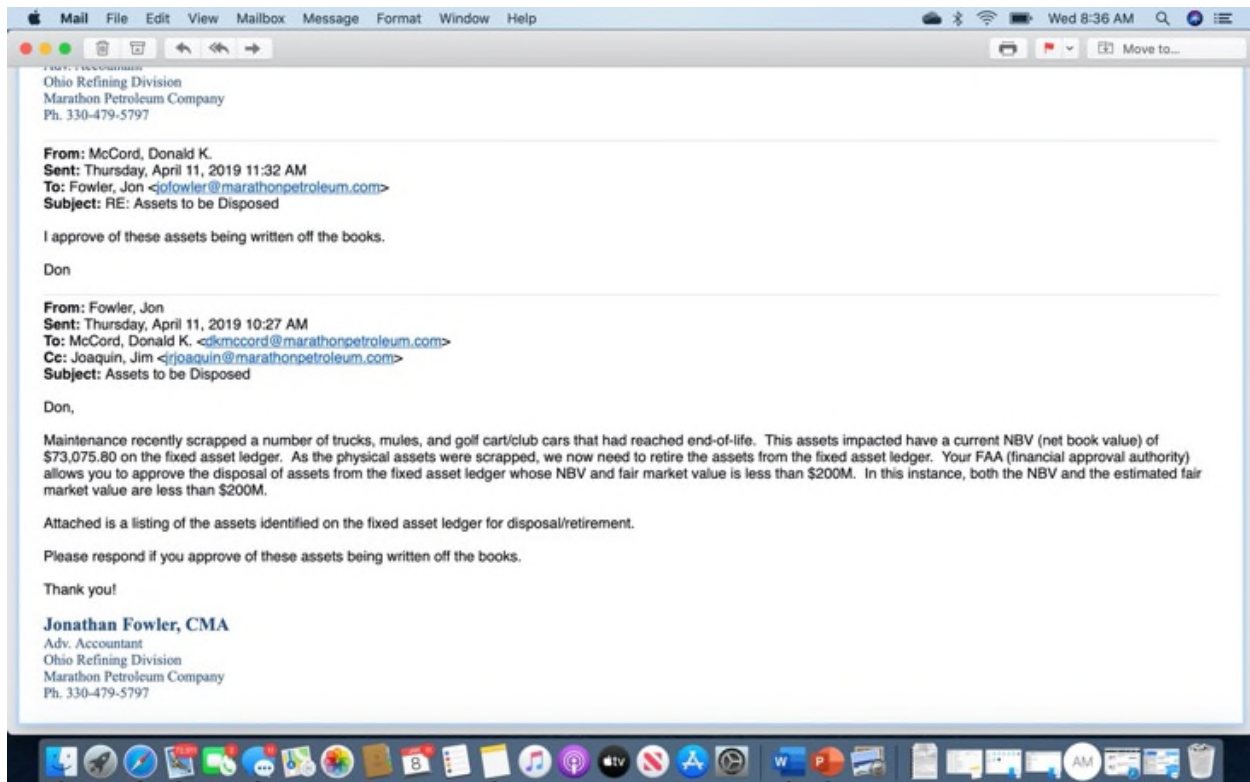 Mail File Edit View Mailbox Message Format Window Help Wed 8:36 AM
Move to...
Adv. Accountant
Ohio Refining Division
Marathon Petroleum Company
Ph. 330-479-5797
From: McCord, Donald K.
Sent: Thursday, April 11, 2019 11:32 AM
To: Fowler, Jon <jofowler@marathonpetroleum.com>
Subject: RE: Assets to be Disposed
I approve of these assets being written off the books.
Don
From: Fowler, Jon
Sent: Thursday, April 11, 2019 10:27 AM
To: McCord, Donald K. <dkmccord@marathonpetroleum.com>
Cc: Joaquin, Jim <jrjoaquin@marathonpetroleum.com>
Subject: Assets to be Disposed
Don,
Maintenance recently scrapped a number of trucks, mules, and golf cart/club cars that had reached end-of-life. This assets impacted have a current NBV (net book value) of
$73,075.80 on the fixed asset ledger. As the physical assets were scrapped, we now need to retire the assets from the fixed asset ledger. Your FAA (financial approval authority)
allows you to approve the disposal of assets from the fixed asset ledger whose NBV and fair market value is less than $200M. In this instance, both the NBV and the estimated fair
market value are less than $200M.
Attached is a listing of the assets identified on the fixed asset ledger for disposal/retirement.
Please respond if you approve of these assets being written off the books.
Thank you!
Jonathan Fowler, CMA
Adv. Accountant
Ohio Refining Division
Marathon Petroleum Company
Ph. 330-479-5797
8 tv W P AM